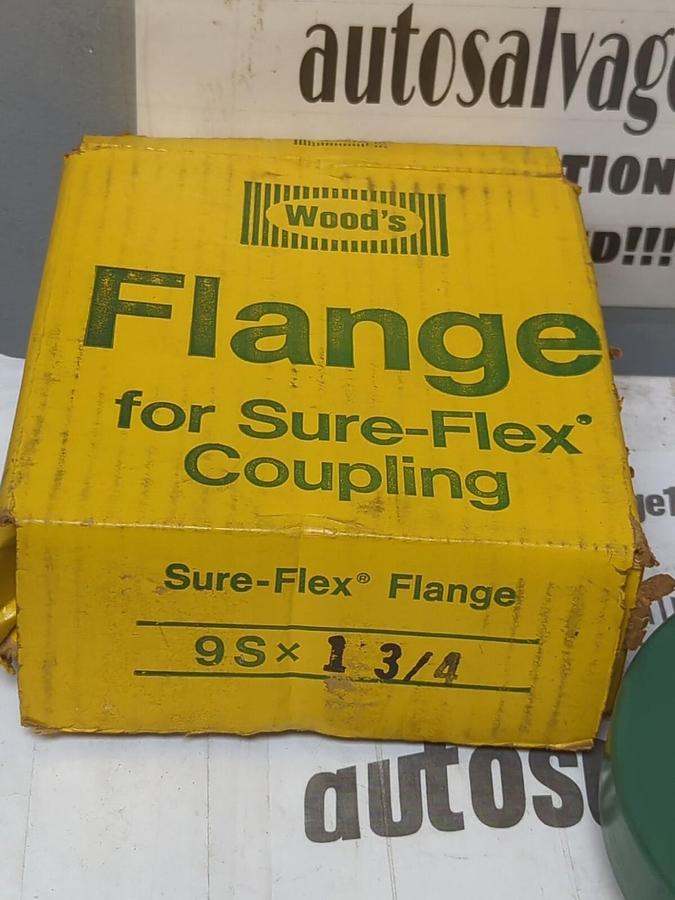 autosalvage
TION
D!!!
Wood's
Flange
for Sure-Flex®
Coupling
Sure-Flex® Flange
9S× 1 3/4
autos